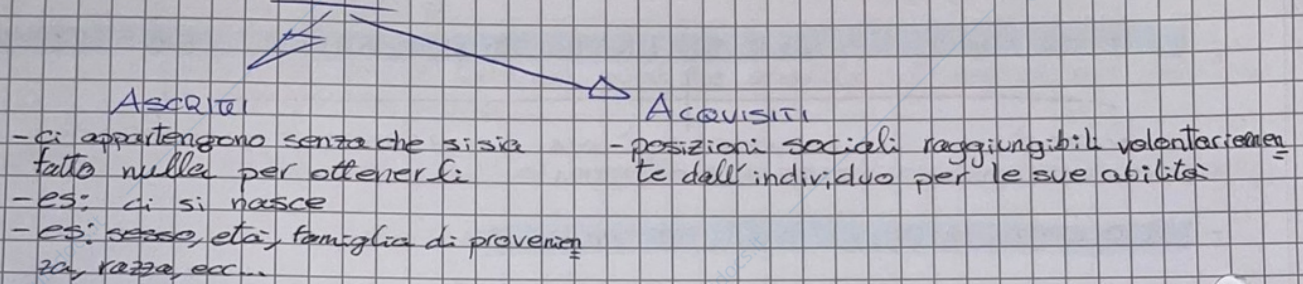 ASCRITTI
- ci appartengono senza che si sia
fatto nulla per ottenerli
- es: ci si nasce
- es: sesso, età, famiglia di provenien
za, razza, ecc...
ACQUISITI
- posizioni sociali raggiungibili volontariamen
te dall'individuo per le sue abilità